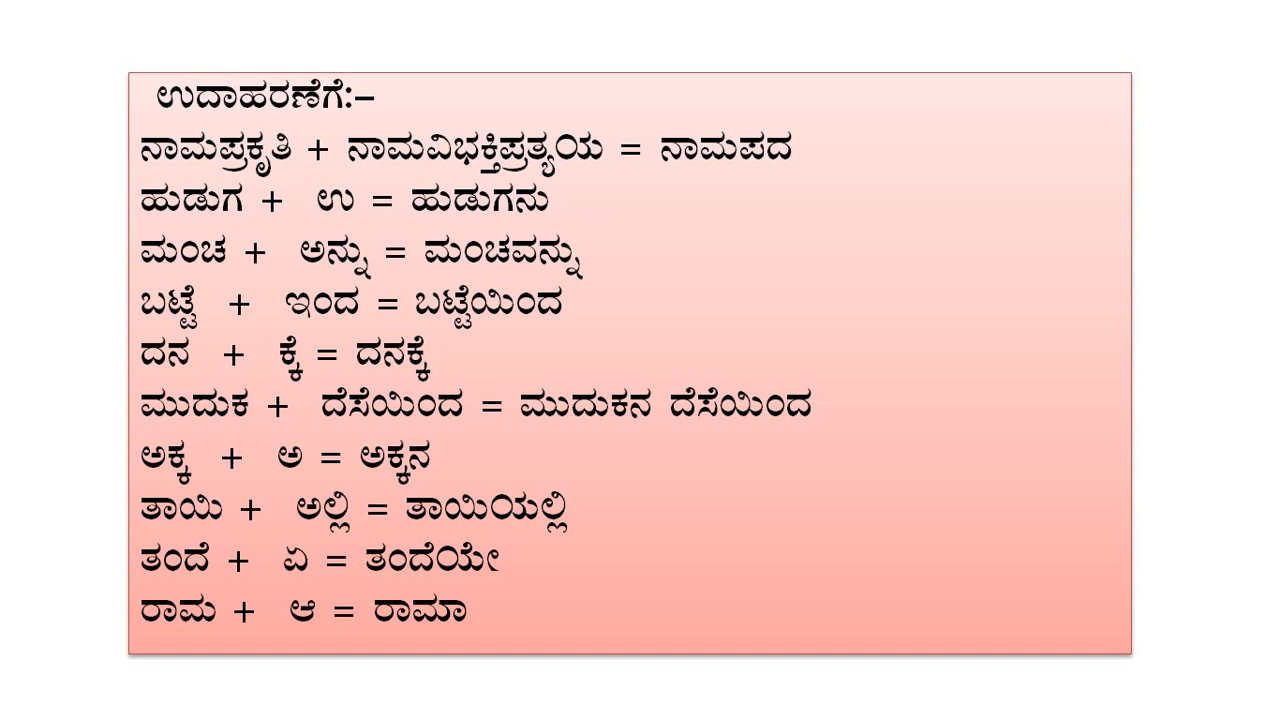 ಉದಾಹರಣೆಗೆ:–
ನಾಮಪ್ರಕೃತಿ + ನಾಮವಿಭಕ್ತಿಪ್ರತ್ಯಯ = ನಾಮಪದ
ಹುಡುಗ + ಉ = ಹುಡುಗನು
ಮಂಚ + ಅನ್ನು = ಮಂಚವನ್ನು
ಬಟ್ಟೆ + ಇಂದ = ಬಟ್ಟೆಯಿಂದ
ದನ + ಕ್ಕೆ = ದನಕ್ಕೆ
ಮುದುಕ + ದೆಸೆಯಿಂದ = ಮುದುಕನ ದೆಸೆಯಿಂದ
ಅಕ್ಕ + ಅ = ಅಕ್ಕನ
ತಾಯಿ + ಅಲ್ಲಿ = ತಾಯಿಯಲ್ಲಿ
ತಂದೆ + ಏ = ತಂದೆಯೇ
ರಾಮ + ಆ = ರಾಮಾ